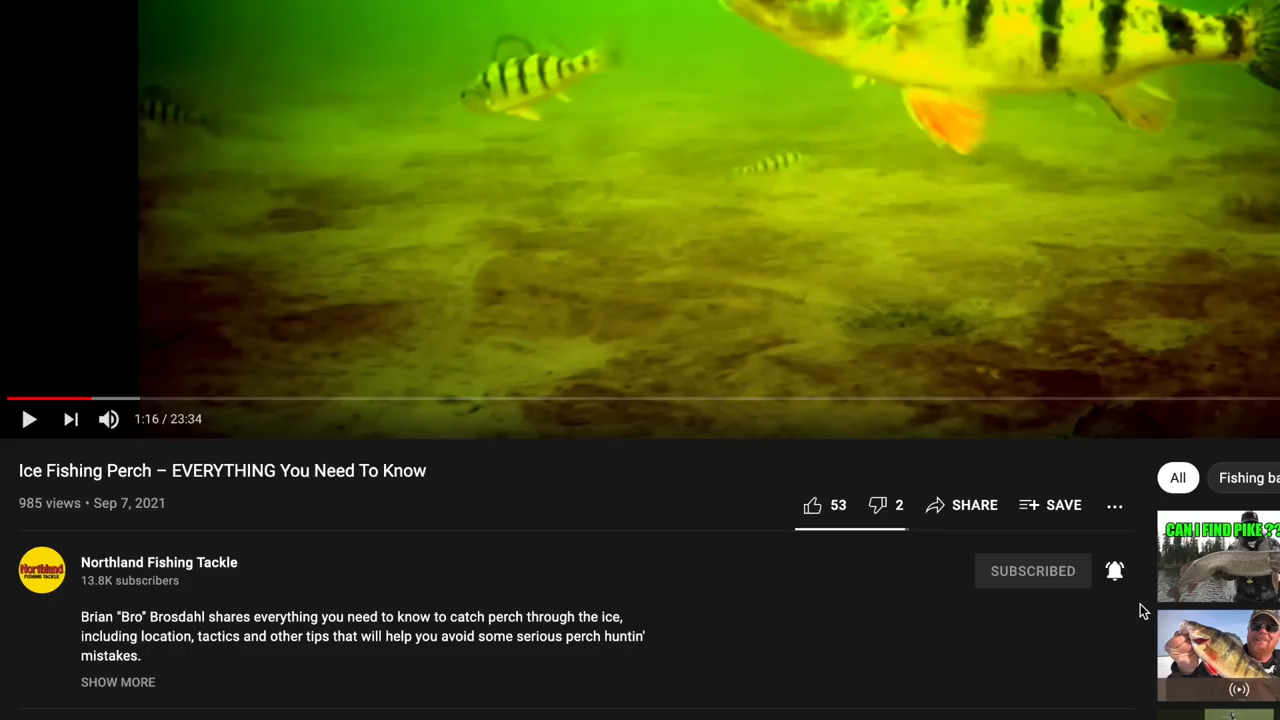 1:16 / 23:34
Ice Fishing Perch – EVERYTHING You Need To Know
985 views • Sep 7, 2021
53
2
SHARE
SAVE
All
Fishing ba
CAN I FIND PIKE ??
Northland
FISHING TACKLE
Northland Fishing Tackle
13.8K subscribers
SUBSCRIBED
Brian "Bro" Brosdahl shares everything you need to know to catch perch through the ice,
including location, tactics and other tips that will help you avoid some serious perch huntin'
mistakes.
SHOW MORE